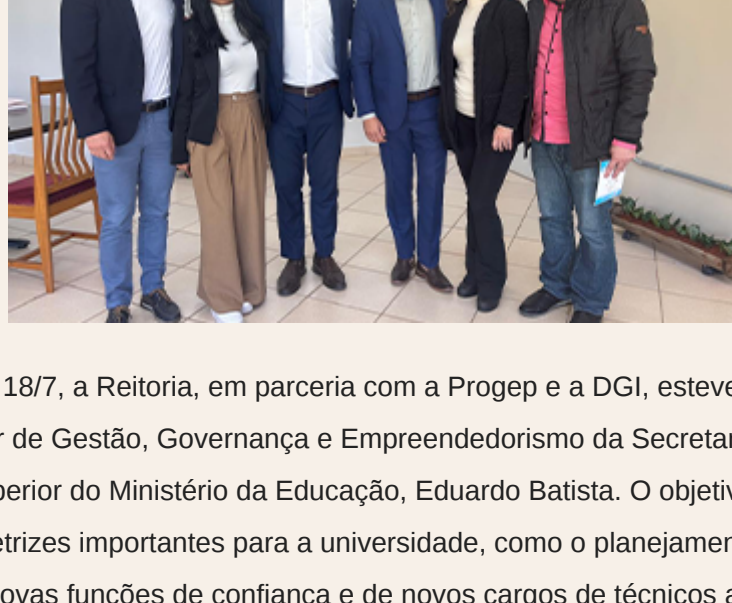 18/7, a Reitoria, em parceria com a Progep e a DGI, esteve
r de Gestão, Governança e Empreendedorismo da Secretar
perior do Ministério da Educação, Eduardo Batista. O objetiv
etrizes importantes para a universidade, como o planejamen
ovas funções de confiança e de novos cargos de técnicos a